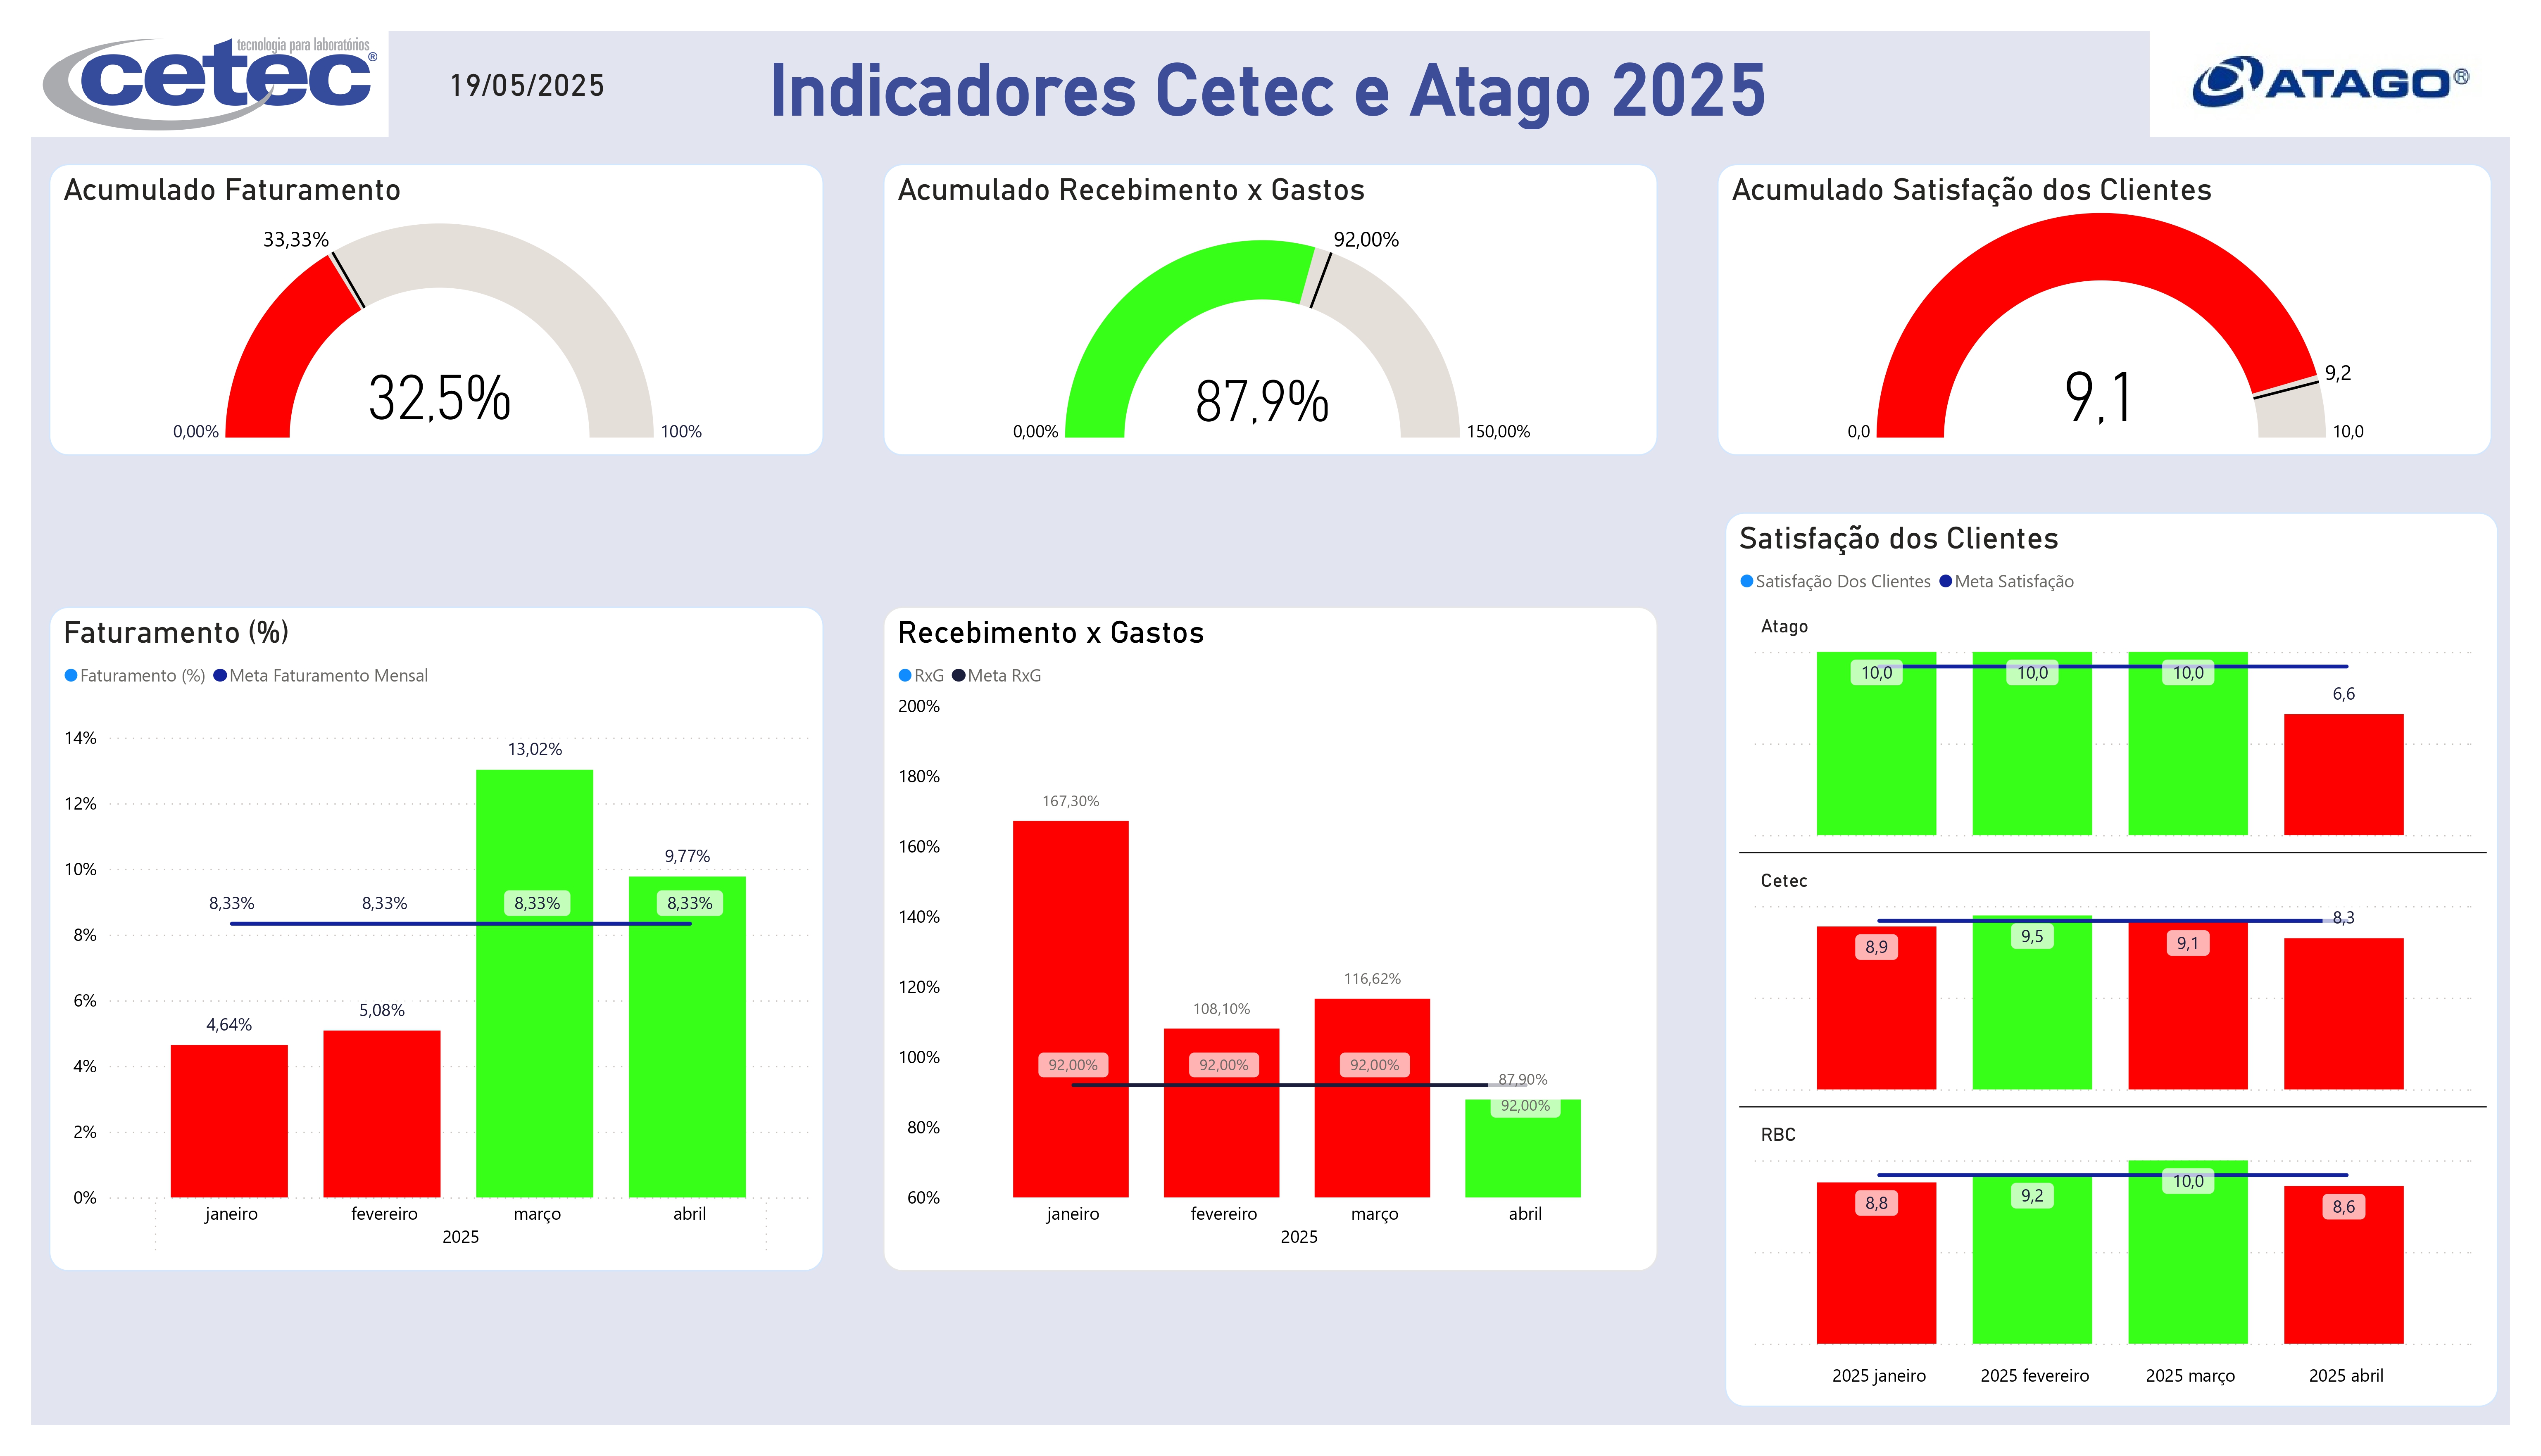 tecnologia para laboratórios
cetec®
19/05/2025
Indicadores Cetec e Atago 2025
ATAGO®
Acumulado Faturamento
33,33%
32,5%
0,00%
100%
Acumulado Recebimento x Gastos
92,00%
87,9%
0,00%
150,00%
Acumulado Satisfação dos Clientes
9,2
9,1
0,0
10,0
Faturamento (%)
Faturamento (%) Meta Faturamento Mensal
14%
12%
10%
8%
6%
4%
2%
0%
13,02%
9,77%
8,33% 8,33% 8,33% 8,33%
5,08%
4,64%
janeiro fevereiro março abril
2025
Recebimento x Gastos
RxG Meta RxG
200%
180%
160%
140%
120%
100%
80%
60%
167,30%
116,62%
108,10%
92,00% 92,00% 92,00%
87,90%
92,00%
janeiro fevereiro março abril
2025
Satisfação dos Clientes
Satisfação Dos Clientes Meta Satisfação
Atago
10,0 10,0 10,0 6,6
Cetec
8,9 9,5 9,1 8,3
RBC
8,8 9,2 10,0 8,6
2025 janeiro 2025 fevereiro 2025 março 2025 abril